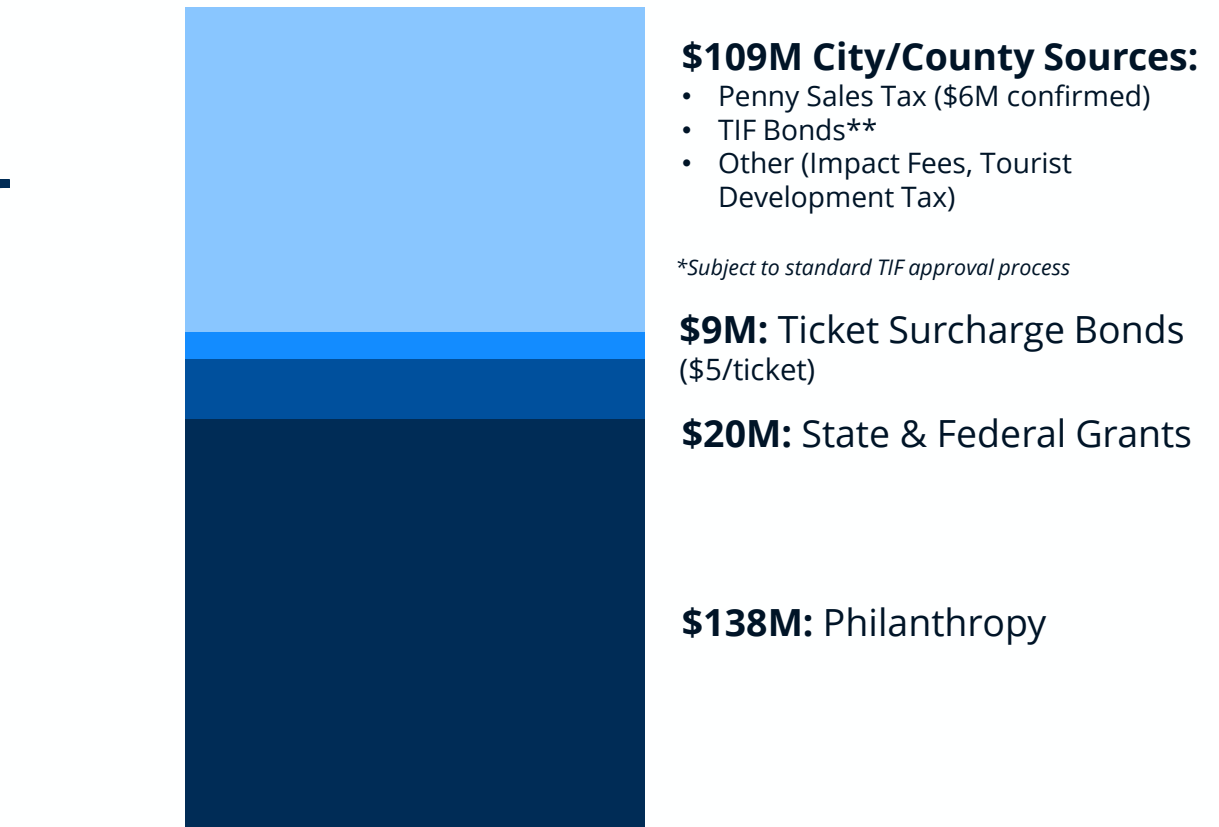 $109M City/County Sources:
• Penny Sales Tax ($6M confirmed)
• TIF Bonds**
• Other (Impact Fees, Tourist
Development Tax)
*Subject to standard TIF approval process
$9M: Ticket Surcharge Bonds
($5/ticket)
$20M: State & Federal Grants
$138M: Philanthropy